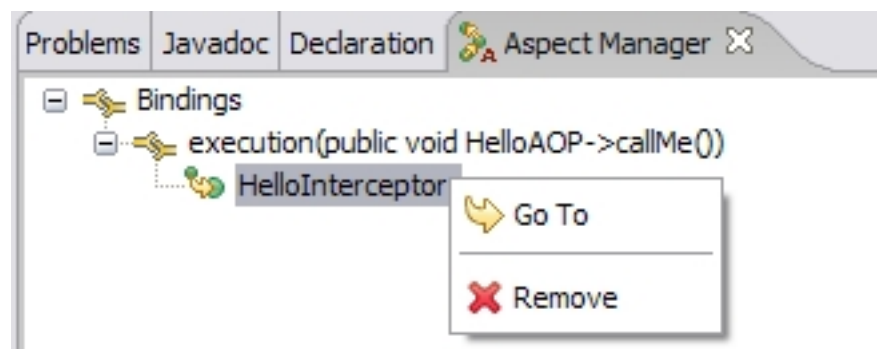 Problems Javadoc Declaration Aspect Manager
Bindings
execution(public void HelloAOP->callMe())
HelloInterceptor
Go To
Remove